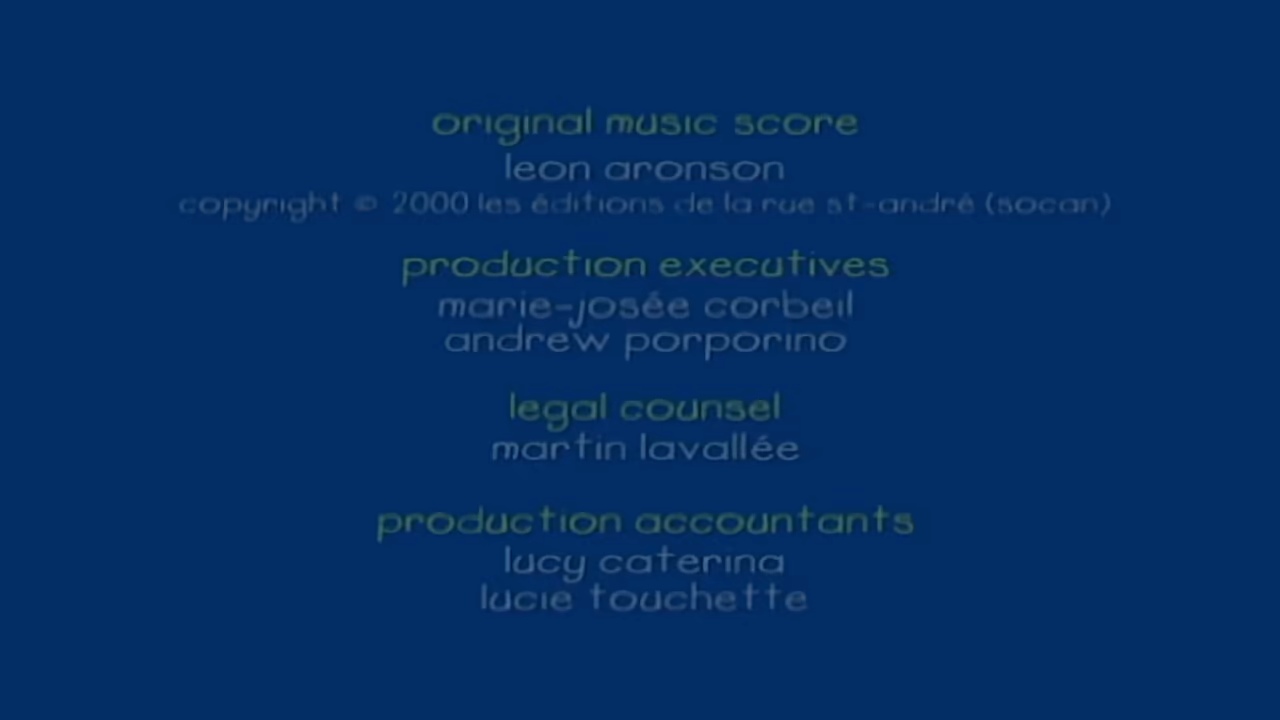 original music score
leon aronson
copyright © 2000 les éditions de la rue st-andré (socan)
production executives
marie-josée corbeil
andrew porporino
legal counsel
martin lavallée
production accountants
lucy caterina
lucie touchette